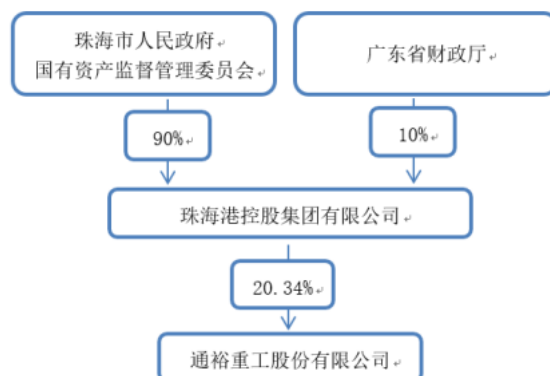 珠海市人民政府
国有资产监督管理委员会
广东省财政厅
90%
10%
珠海港控股集团有限公司
20.34%
通裕重工股份有限公司